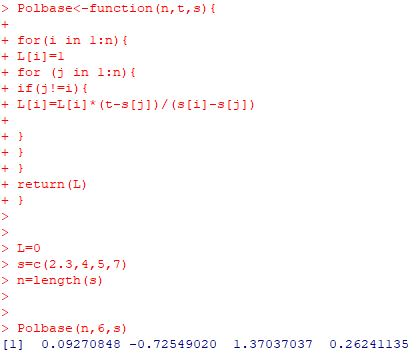 > Polbase<-function(n,t,s){
+
+ for(i in 1:n){
+ L[i]=1
+ for (j in 1:n){
+ if(j!=i){
+ L[i]=L[i]*(t-s[j])/(s[i]-s[j])
+
+ }
+ }
+ }
+ return(L)
+ }
>
>
> L=0
> s=c(2.3,4,5,7)
> n=length(s)
>
>
> Polbase(n,6,s)
[1]  0.09270848 -0.72549020  1.37037037  0.26241135